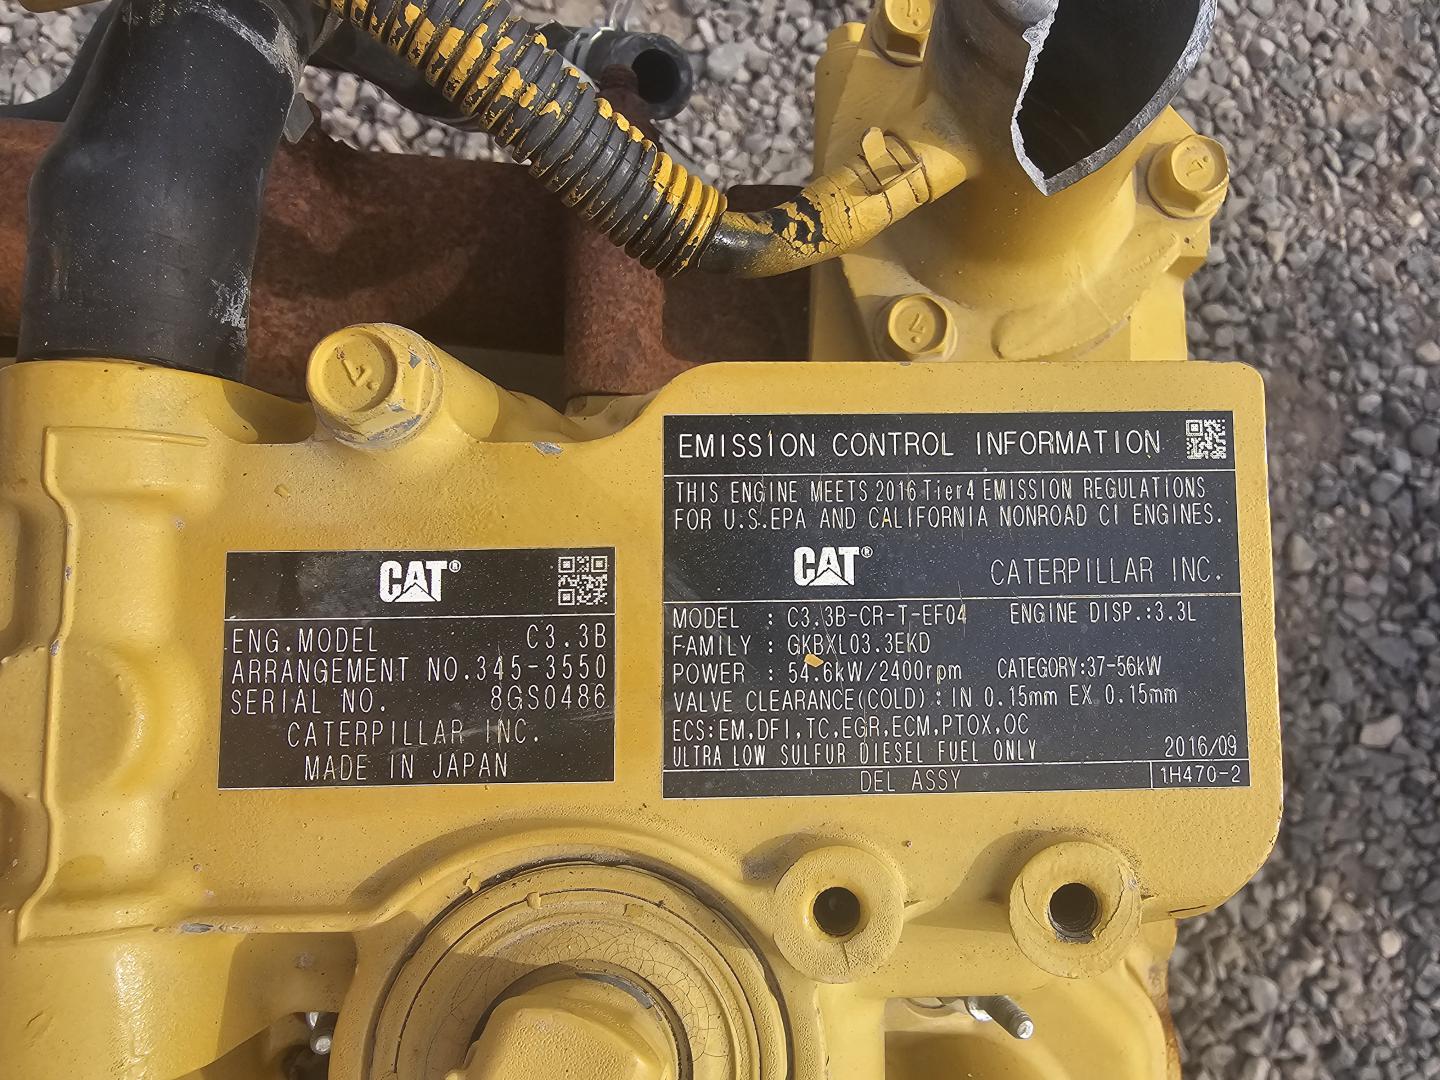 CAT®
ENG.MODEL C3.3B
ARRANGEMENT NO.345-3550
SERIAL NO. 8GS0486
CATERPILLAR INC.
MADE IN JAPAN
EMISSION CONTROL INFORMATION
THIS ENGINE MEETS 2016 Tier4 EMISSION REGULATIONS
FOR U.S.EPA AND CALIFORNIA NONROAD CI ENGINES.
CAT® CATERPILLAR INC.
MODEL : C3.3B-CR-T-EF04 ENGINE DISP.:3.3L
FAMILY : GKBXL03.3EKD
POWER : 54.6kW/2400rpm CATEGORY:37-56kW
VALVE CLEARANCE(COLD) : IN 0.15mm EX 0.15mm
ECS:EM,DFI,TC,EGR,ECM,PTOX,OC
ULTRA LOW SULFUR DIESEL FUEL ONLY 2016/09
DEL ASSY 1H470-2